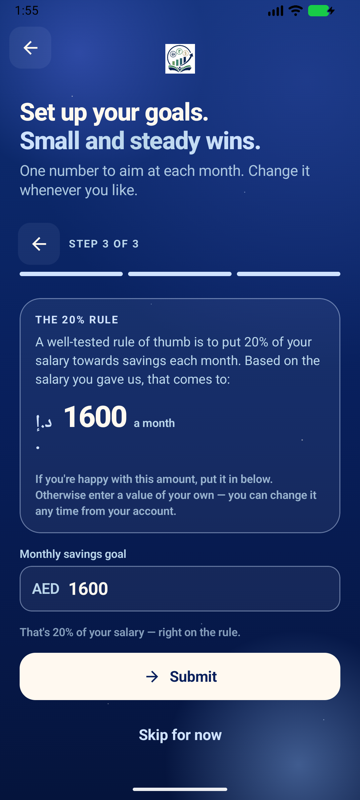 1:55
Set up your goals.
Small and steady wins.
One number to aim at each month. Change it
whenever you like.
STEP 3 OF 3
THE 20% RULE
A well-tested rule of thumb is to put 20% of your
salary towards savings each month. Based on the
salary you gave us, that comes to:
د.إ. 1600 a month
If you're happy with this amount, put it in below.
Otherwise enter a value of your own — you can change it
any time from your account.
Monthly savings goal
AED 1600
That's 20% of your salary — right on the rule.
Submit
Skip for now